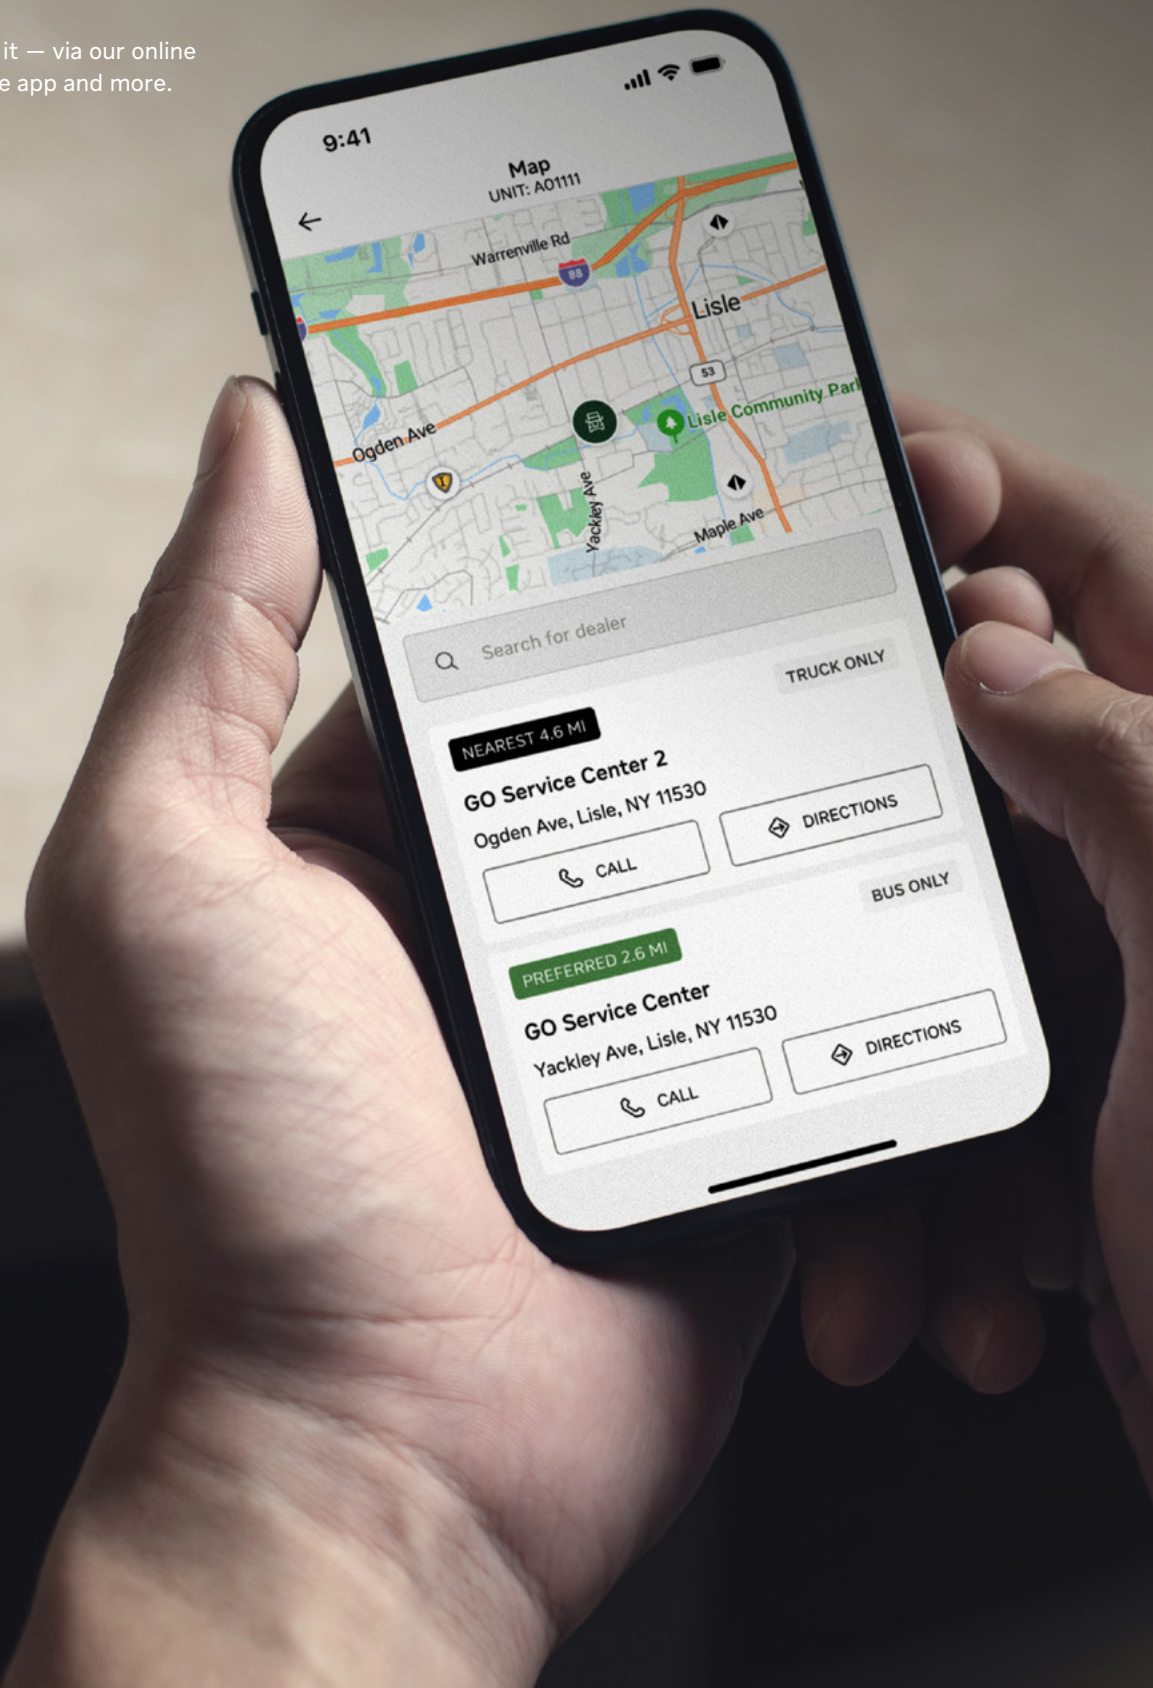 it — via our online
e app and more.
9:41
Map
UNIT: A01111
Warrenville Rd
88
Lisle
53
Lisle Community Park
Ogden Ave
Yackley Ave
Maple Ave
Search for dealer
TRUCK ONLY
NEAREST 4.6 MI
GO Service Center 2
Ogden Ave, Lisle, NY 11530
CALL
DIRECTIONS
BUS ONLY
PREFERRED 2.6 MI
GO Service Center
Yackley Ave, Lisle, NY 11530
CALL
DIRECTIONS